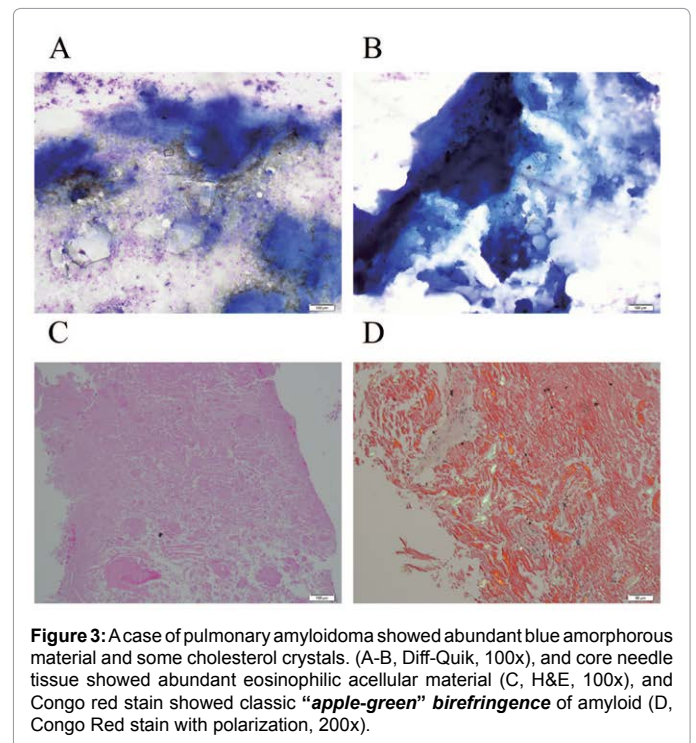 A
B
C
D
Figure 3: A case of pulmonary amyloidoma showed abundant blue amorphorous
material and some cholesterol crystals. (A-B, Diff-Quik, 100x), and core needle
tissue showed abundant eosinophilic acellular material (C, H&E, 100x), and
Congo red stain showed classic “apple-green” birefringence of amyloid (D,
Congo Red stain with polarization, 200x).